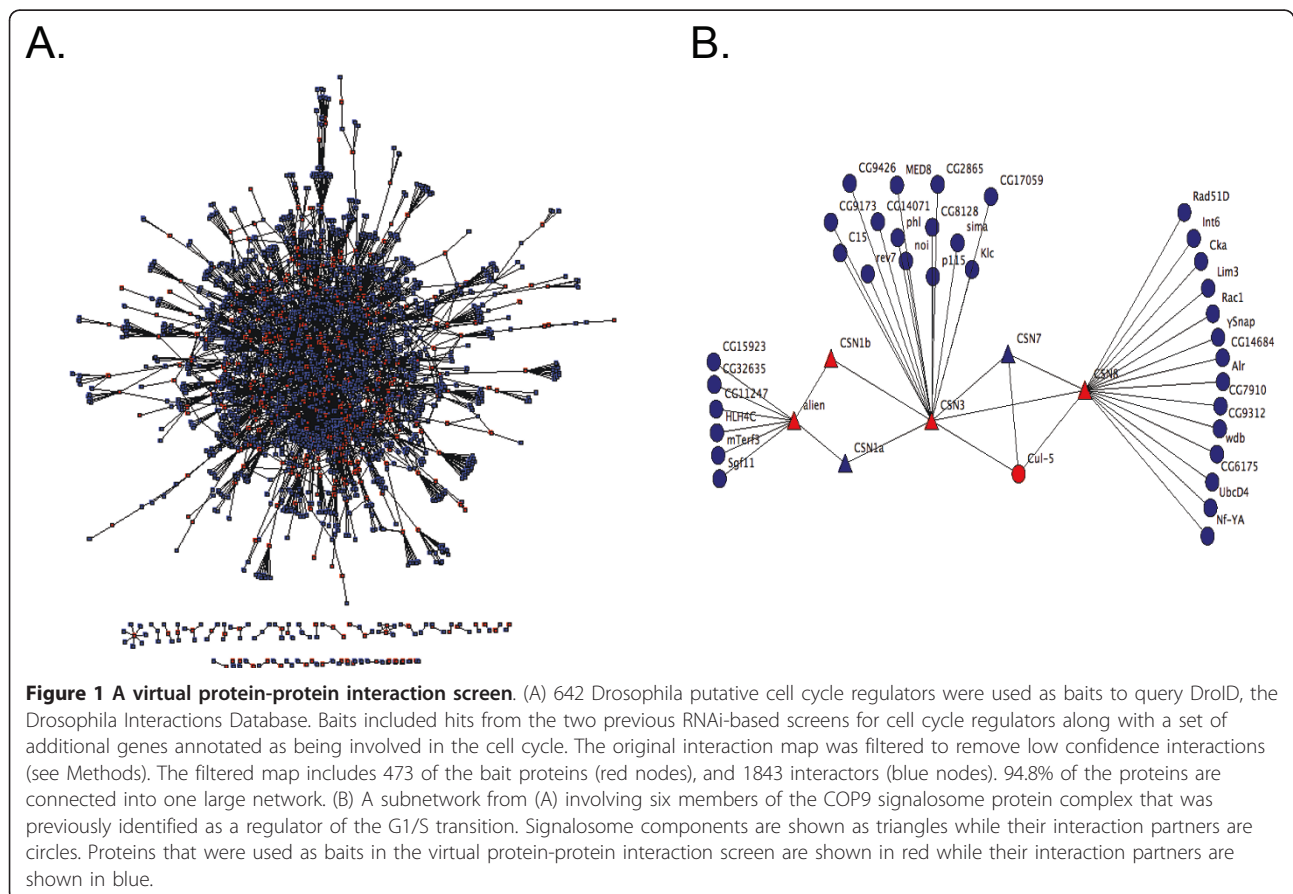 A.
B.
CG9426
MED8
CG2865
CG17059
CG9173
CG14071
CG8128
phl
sima
C15
noi
rev7
p115
Klc
Rad51D
Int6
Cka
Lim3
Rac1
γSnap
CG14684
Alr
CG7910
CG9312
wdb
CG6175
UbcD4
Nf-YA
CG15923
CG32635
CG11247
HLH4C
mTerf3
Sgf11
CSN1b
alien
CSN1a
CSN3
CSN7
CSN8
Cul-5
Figure 1 A virtual protein-protein interaction screen. (A) 642 Drosophila putative cell cycle regulators were used as baits to query DroID, the
Drosophila Interactions Database. Baits included hits from the two previous RNAi-based screens for cell cycle regulators along with a set of
additional genes annotated as being involved in the cell cycle. The original interaction map was filtered to remove low confidence interactions
(see Methods). The filtered map includes 473 of the bait proteins (red nodes), and 1843 interactors (blue nodes). 94.8% of the proteins are
connected into one large network. (B) A subnetwork from (A) involving six members of the COP9 signalosome protein complex that was
previously identified as a regulator of the G1/S transition. Signalosome components are shown as triangles while their interaction partners are
circles. Proteins that were used as baits in the virtual protein-protein interaction screen are shown in red while their interaction partners are
shown in blue.